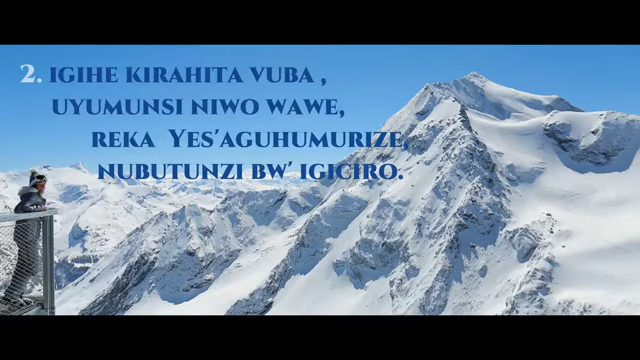 2. IGIHE KIRAHITA VUBA ,
UYUMUNSI NIWO WAWE,
REKA YES'AGUHUMURIZE,
NUBUTUNZI BW' IGICIRO.